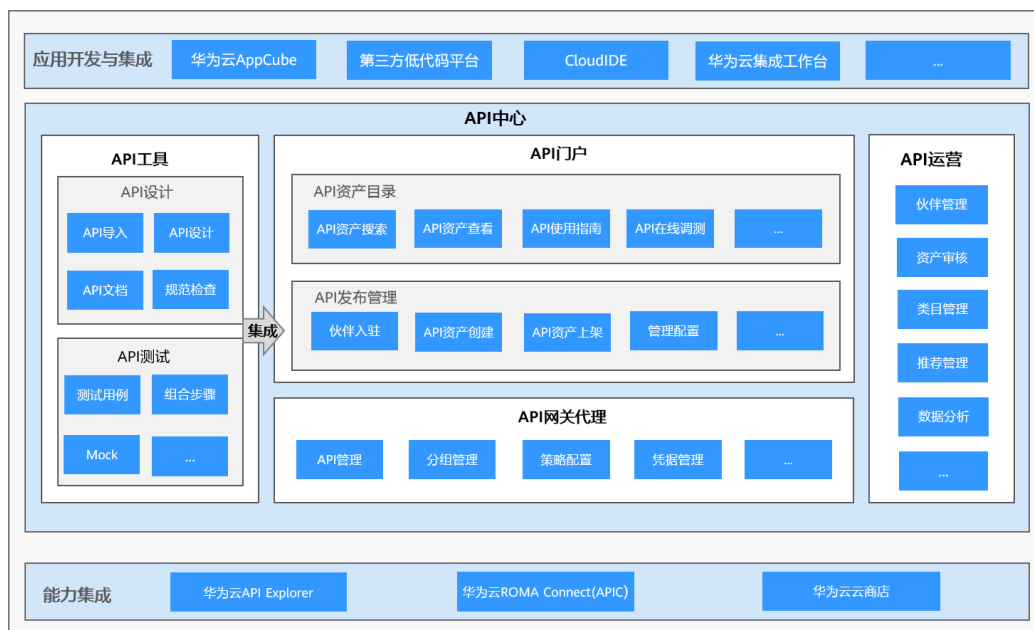 应用开发与集成
华为云AppCube
第三方低代码平台
CloudIDE
华为云集成工作台
...
API中心
API工具
API设计
API导入
API设计
API文档
规范检查
API测试
测试用例
组合步骤
Mock
...
集成
API门户
API资产目录
API资产搜索
API资产查看
API使用指南
API在线调测
...
API发布管理
伙伴入驻
API资产创建
API资产上架
管理配置
...
API网关代理
API管理
分组管理
策略配置
凭据管理
...
API运营
伙伴管理
资产审核
类目管理
推荐管理
数据分析
...
能力集成
华为云API Explorer
华为云ROMA Connect(APIC)
华为云云商店